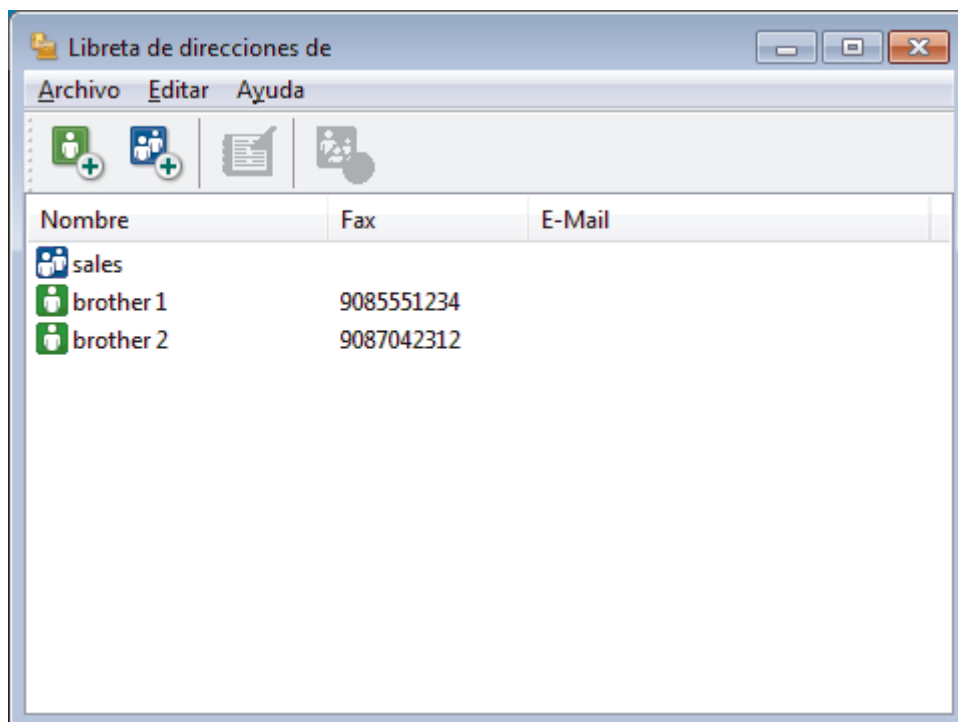 Libreta de direcciones de
Archivo Editar Ayuda
Nombre Fax E-Mail
sales
brother 1 9085551234
brother 2 9087042312